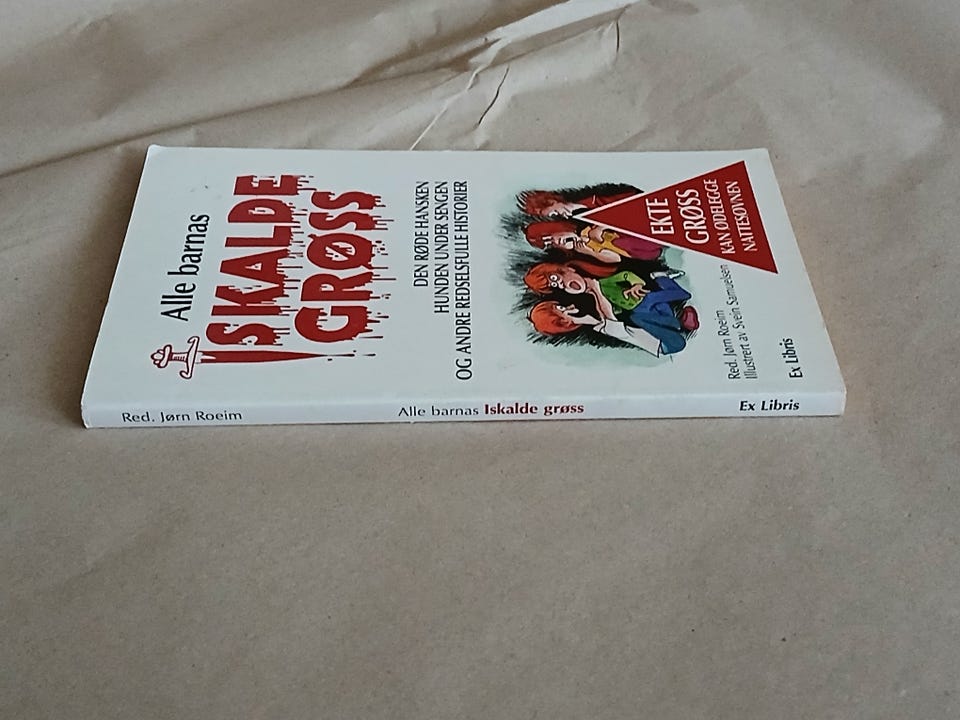 Alle barnas
ISKALDE
GRØSS
DEN RØDE HANSKEN
HUNDEN UNDER SENGEN
OG ANDRE REDSELSFULLE HISTORIER
EKTE
GRØSS
KAN ØDELEGGE
NATTESØVNEN
Red. Jørn Roeim
Illustrert av Svein Samuelsen
Ex Libris
Red. Jørn Roeim Alle barnas Iskalde grøss Ex Libris